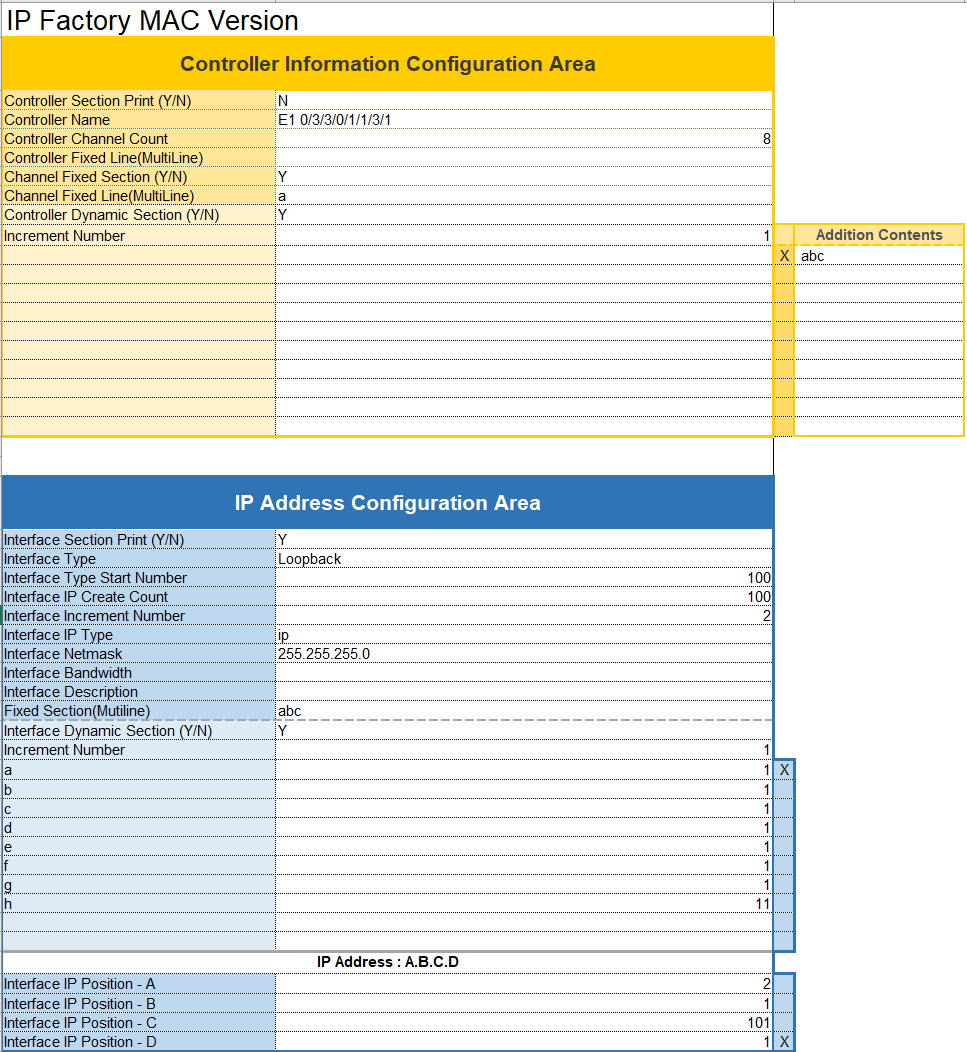 IP Factory MAC Version
Controller Information Configuration Area
Controller Section Print (Y/N) N
Controller Name E1 0/3/3/0/1/1/3/1
Controller Channel Count 8
Controller Fixed Line(MultiLine)
Channel Fixed Section (Y/N) Y
Channel Fixed Line(MultiLine) a
Controller Dynamic Section (Y/N) Y
Increment Number 1 Addition Contents
X abc
IP Address Configuration Area
Interface Section Print (Y/N) Y
Interface Type Loopback
Interface Type Start Number 100
Interface IP Create Count 100
Interface Increment Number 2
Interface IP Type ip
Interface Netmask 255.255.255.0
Interface Bandwidth
Interface Description
Fixed Section(Mutiline) abc
Interface Dynamic Section (Y/N) Y
Increment Number 1
a 1 X
b 1
c 1
d 1
e 1
f 1
g 1
h 11
IP Address : A.B.C.D
Interface IP Position - A 2
Interface IP Position - B 1
Interface IP Position - C 101
Interface IP Position - D 1 X